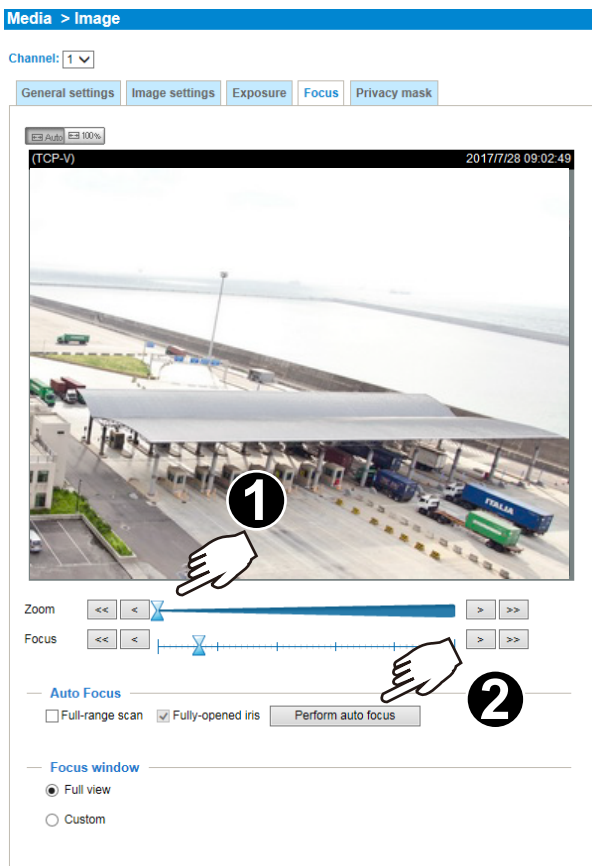 Media > Image
Channel: 1
General settings Image settings Exposure Focus Privacy mask
Auto 100%
(TCP-V) 2017/7/28 09:02:49
ITALIA
1
Zoom << < > >>
Focus << < > >>
2
Auto Focus
Full-range scan Fully-opened iris Perform auto focus
Focus window
Full view
Custom